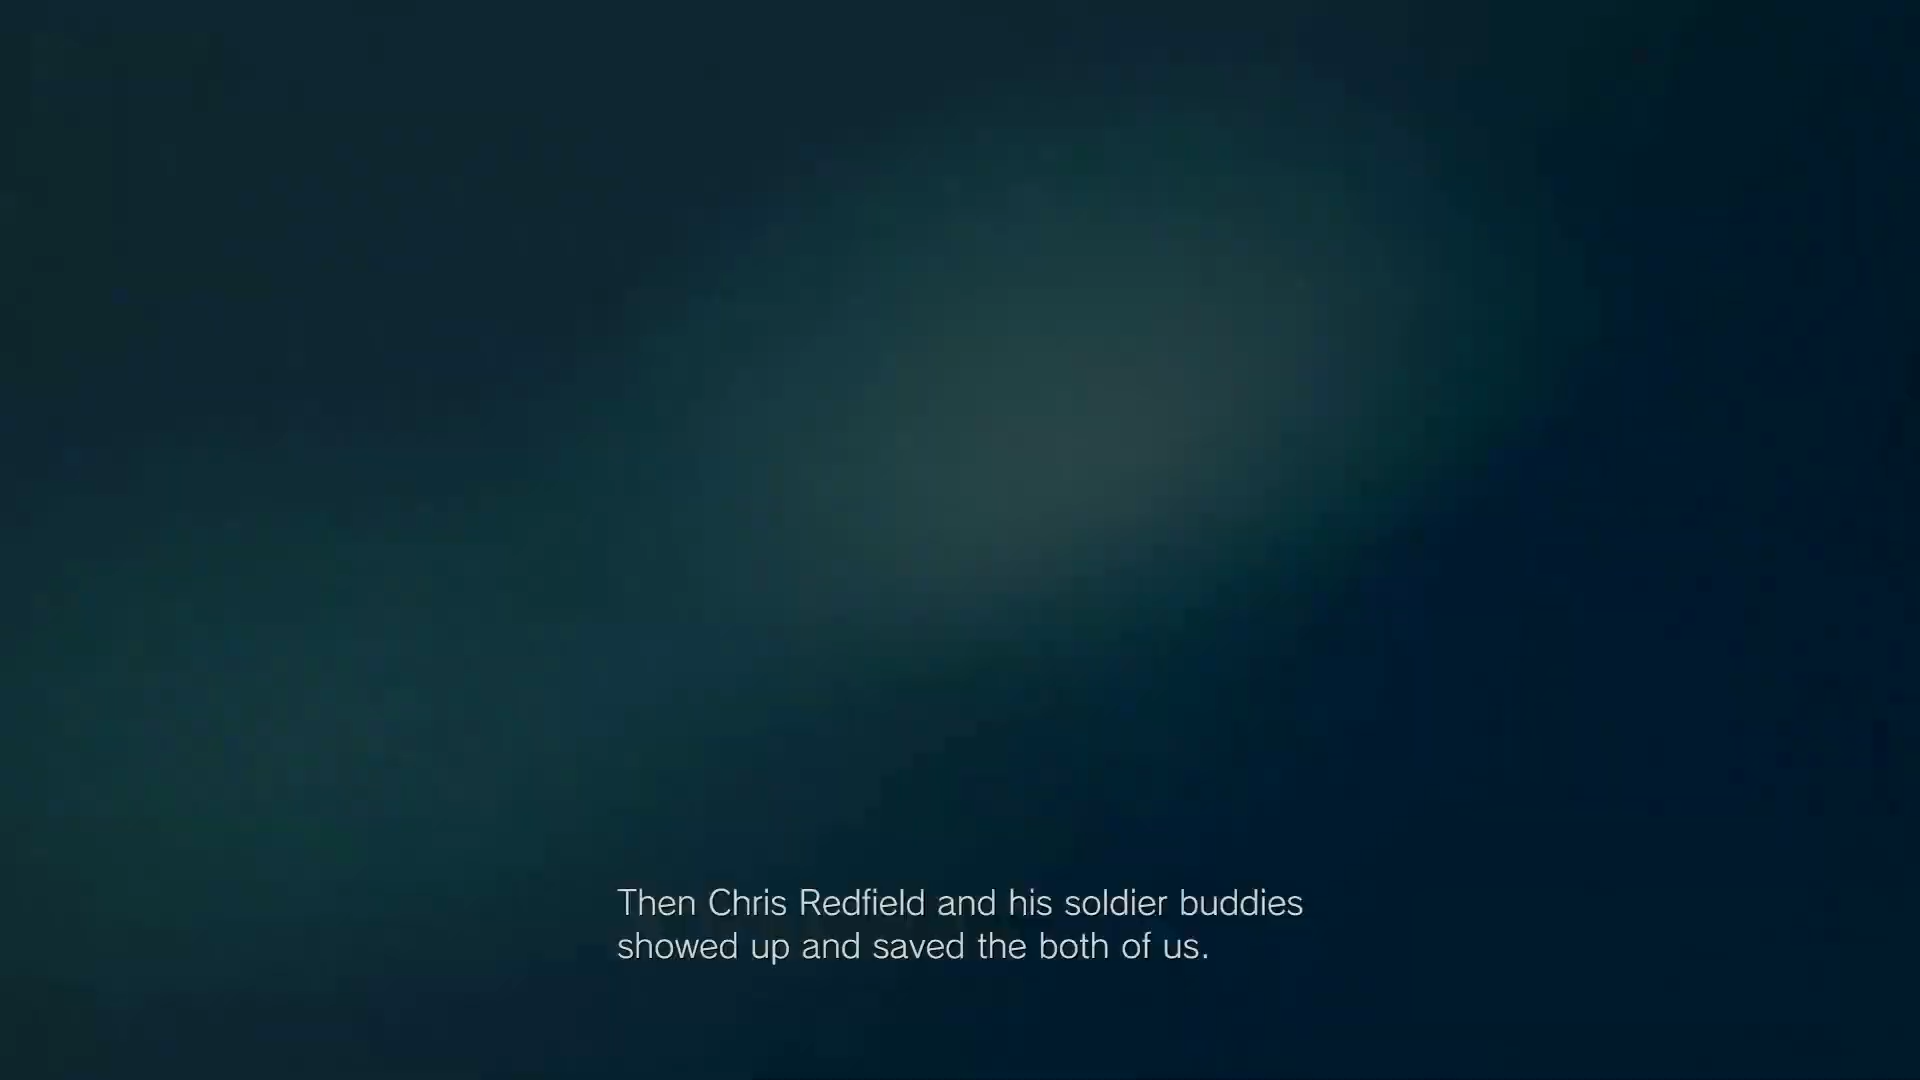 Then Chris Redfield and his soldier buddies
showed up and saved the both of us.